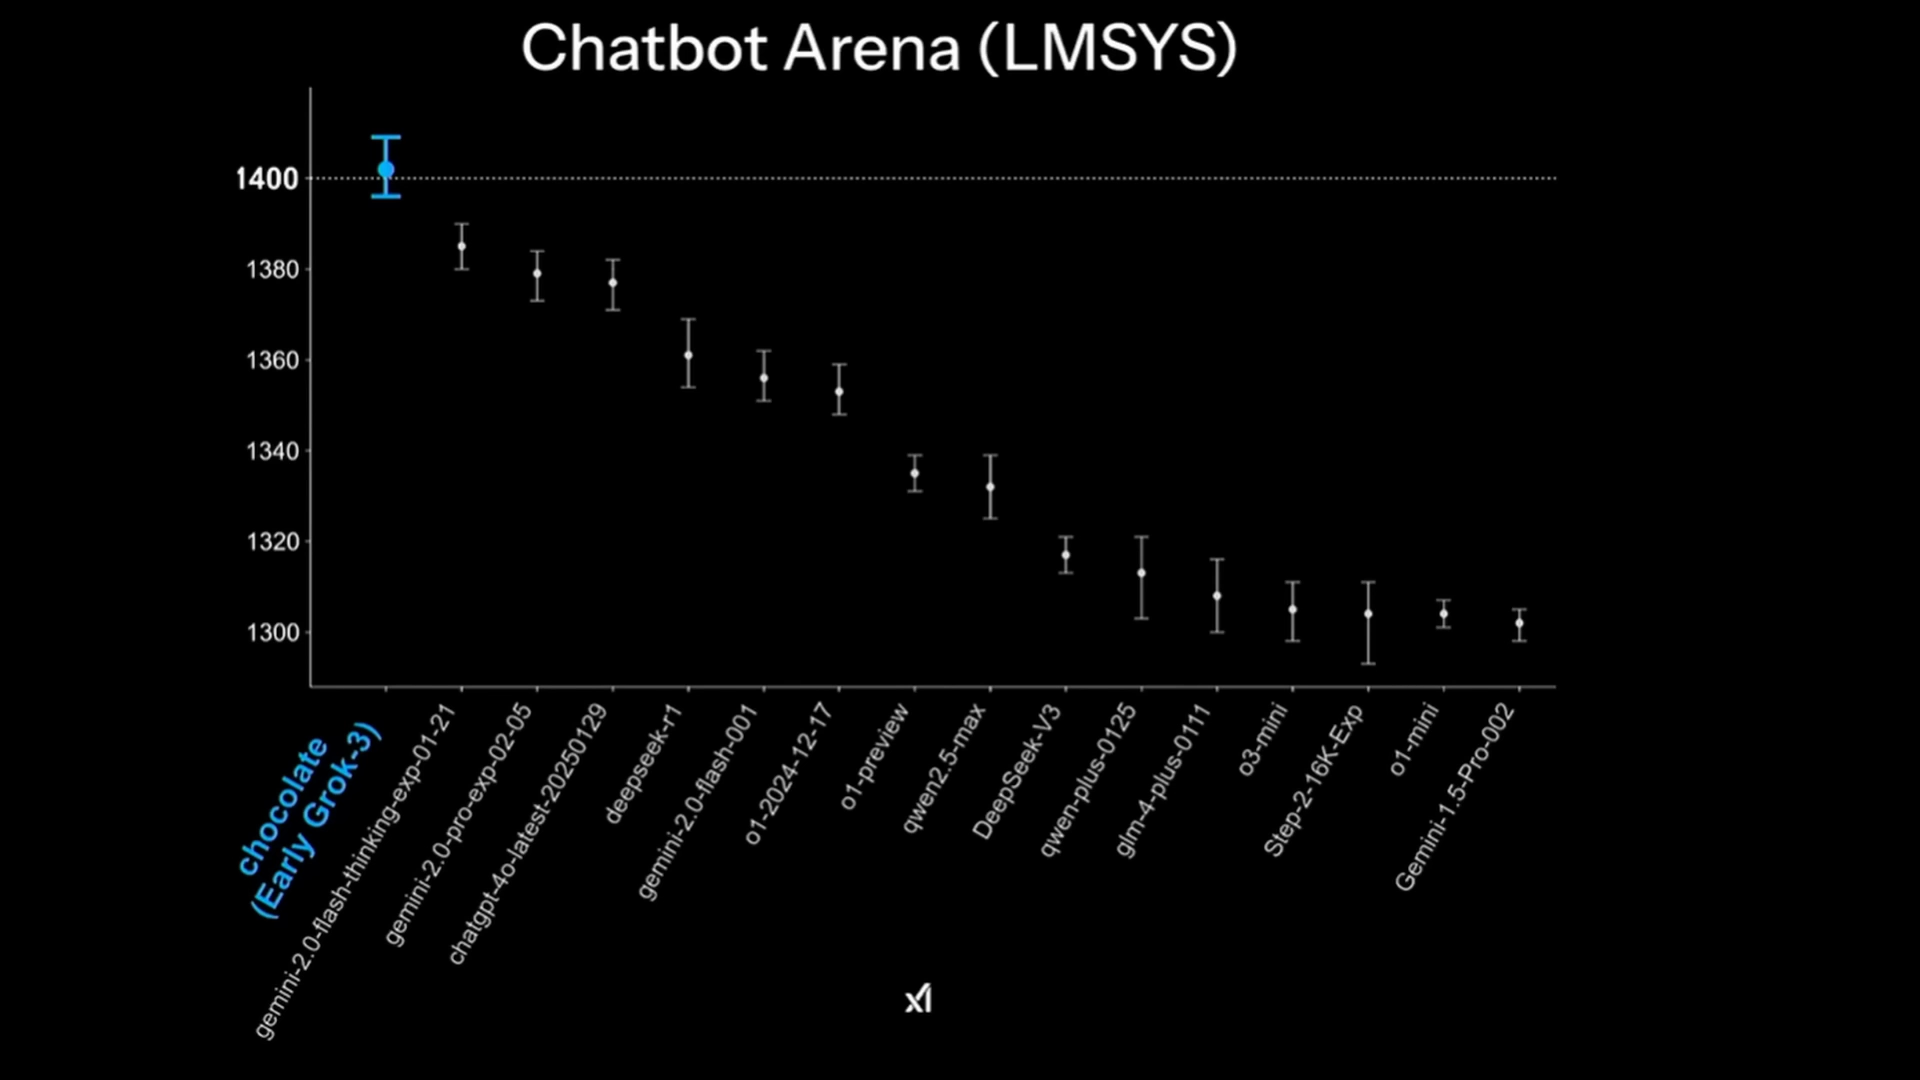 Chatbot Arena (LMSYS)
1400
1380
1360
1340
1320
1300
chocolate
(Early Grok-3)
gemini-2.0-flash-thinking-exp-01-21
gemini-2.0-pro-exp-02-05
chatgpt-4o-latest-20250129
deepseek-r1
gemini-2.0-flash-001
o1-2024-12-17
o1-preview
qwen2.5-max
DeepSeek-V3
qwen-plus-0125
glm-4-plus-0111
o3-mini
Step-2-16K-Exp
o1-mini
Gemini-1.5-Pro-002
xI